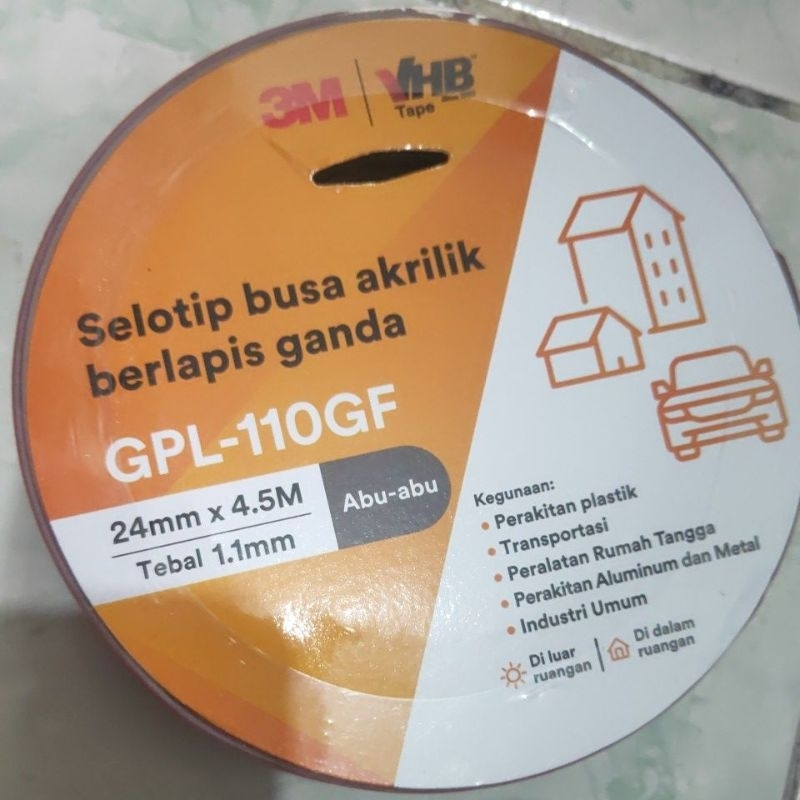 3M | VHB
Tape
Selotip busa akrilik
berlapis ganda
GPL-110GF
24mm x 4.5M
Tebal 1.1mm
Abu-abu
Kegunaan:
• Perakitan plastik
• Transportasi
• Peralatan Rumah Tangga
• Perakitan Aluminum dan Metal
• Industri Umum
Di luar
ruangan
Di dalam
ruangan